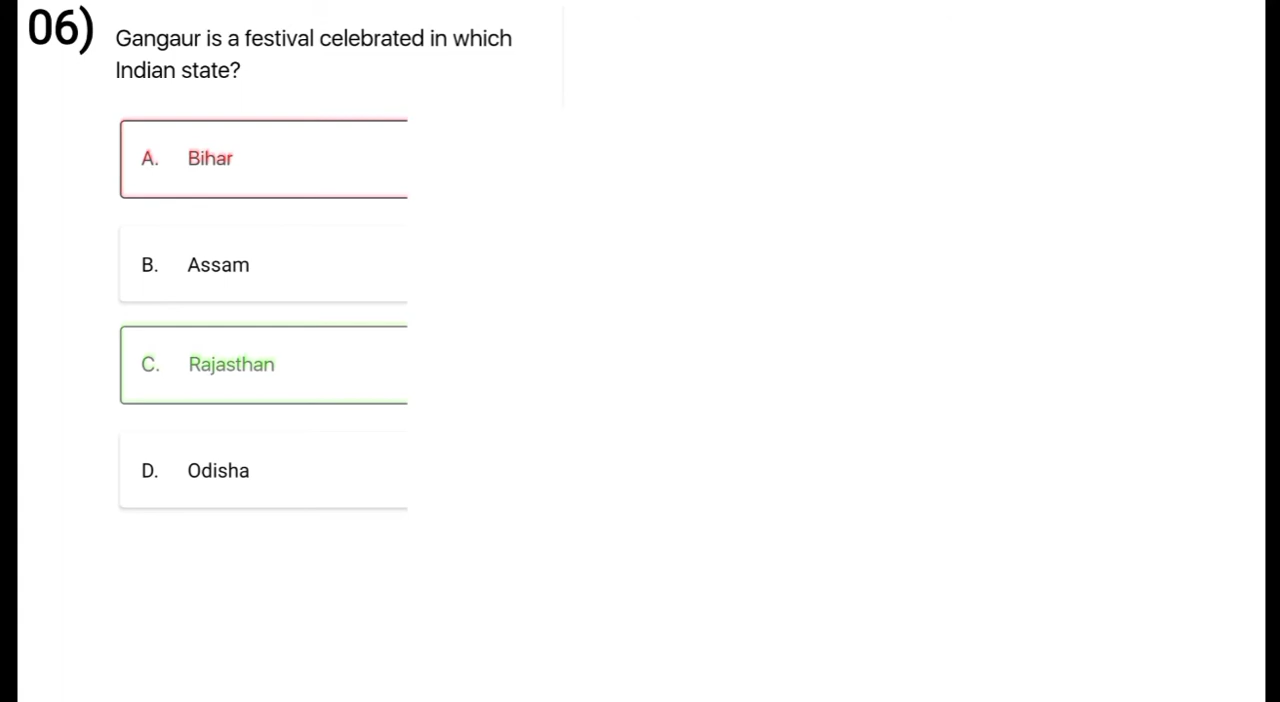 06)
Gangaur is a festival celebrated in which
Indian state?
A. Bihar
B. Assam
C. Rajasthan
D. Odisha